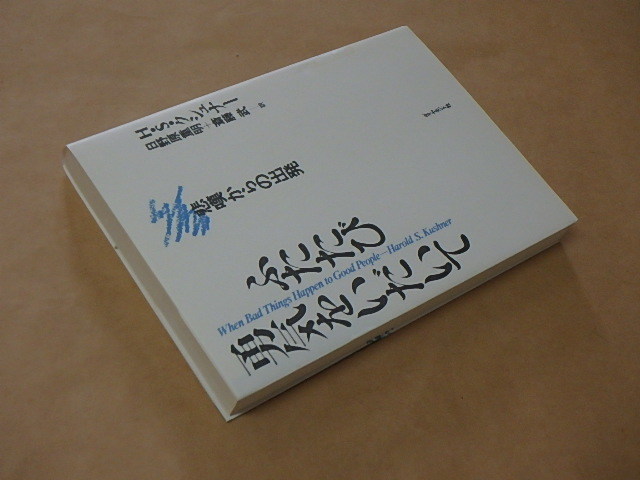 ふたたび
勇気をいだいて
When Bad Things Happen to Good People—Harold S. Kushner
悲嘆からの出発
H・S・クシュナー
日野原重明+斎藤 武 訳